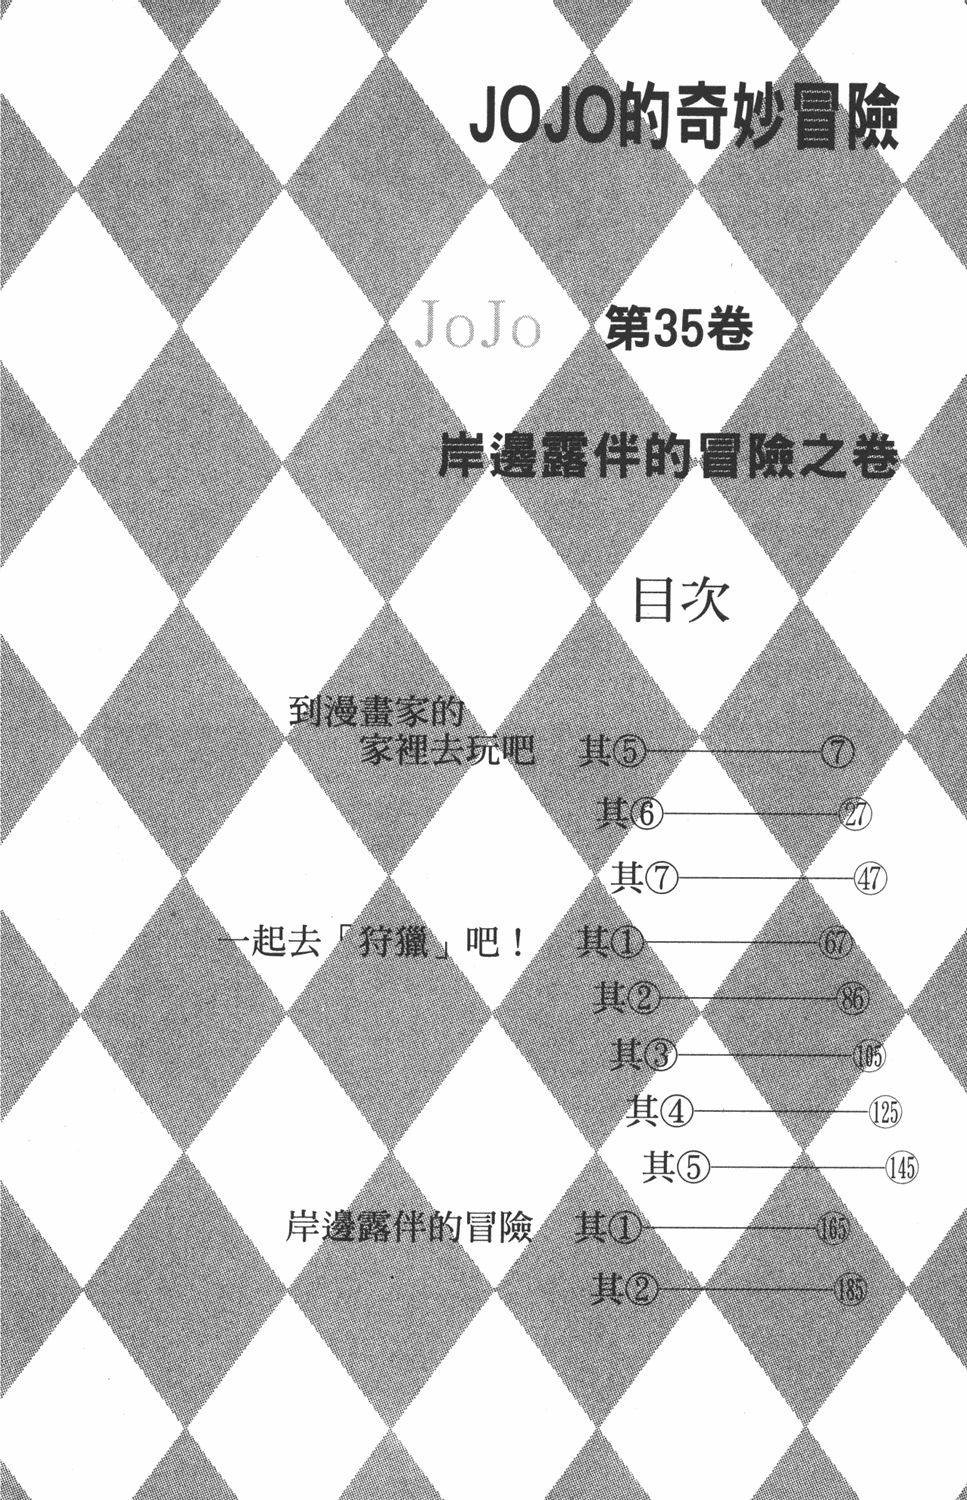 JOJO的奇妙冒險
JoJo 第35卷
岸邊露伴的冒險之卷
目次
到漫畫家的
家裡去玩吧 其⑤——⑦
其⑥——㉗
其⑦——㊼
一起去「狩獵」吧！ 其①——67
其②——86
其③——105
其④——125
其⑤——145
岸邊露伴的冒險 其①——165
其②——185